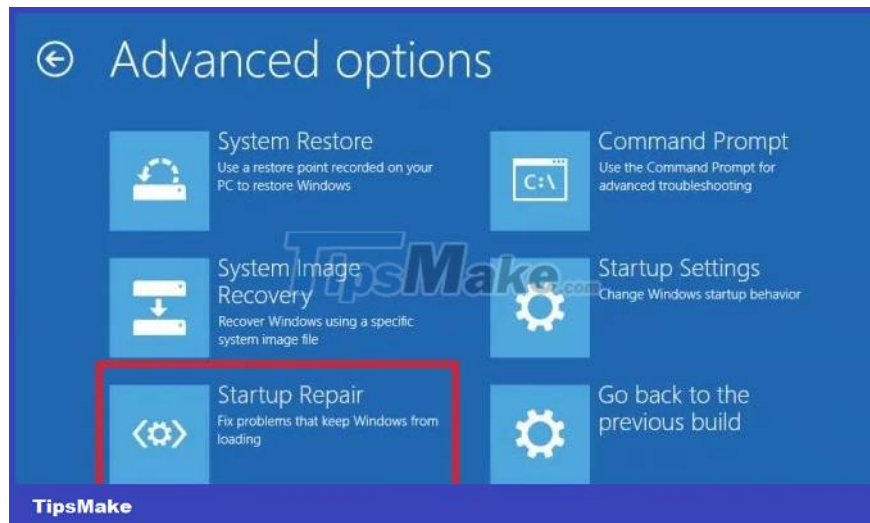 Advanced options
System Restore
Use a restore point recorded on your
PC to restore Windows
Command Prompt
Use the Command Prompt for
advanced troubleshooting
C:\
System Image
Recovery
Recover Windows using a specific
system image file
Startup Settings
Change Windows startup behavior
TipsMake.com
Startup Repair
Fix problems that keep Windows from
loading
Go back to the
previous build
TipsMake